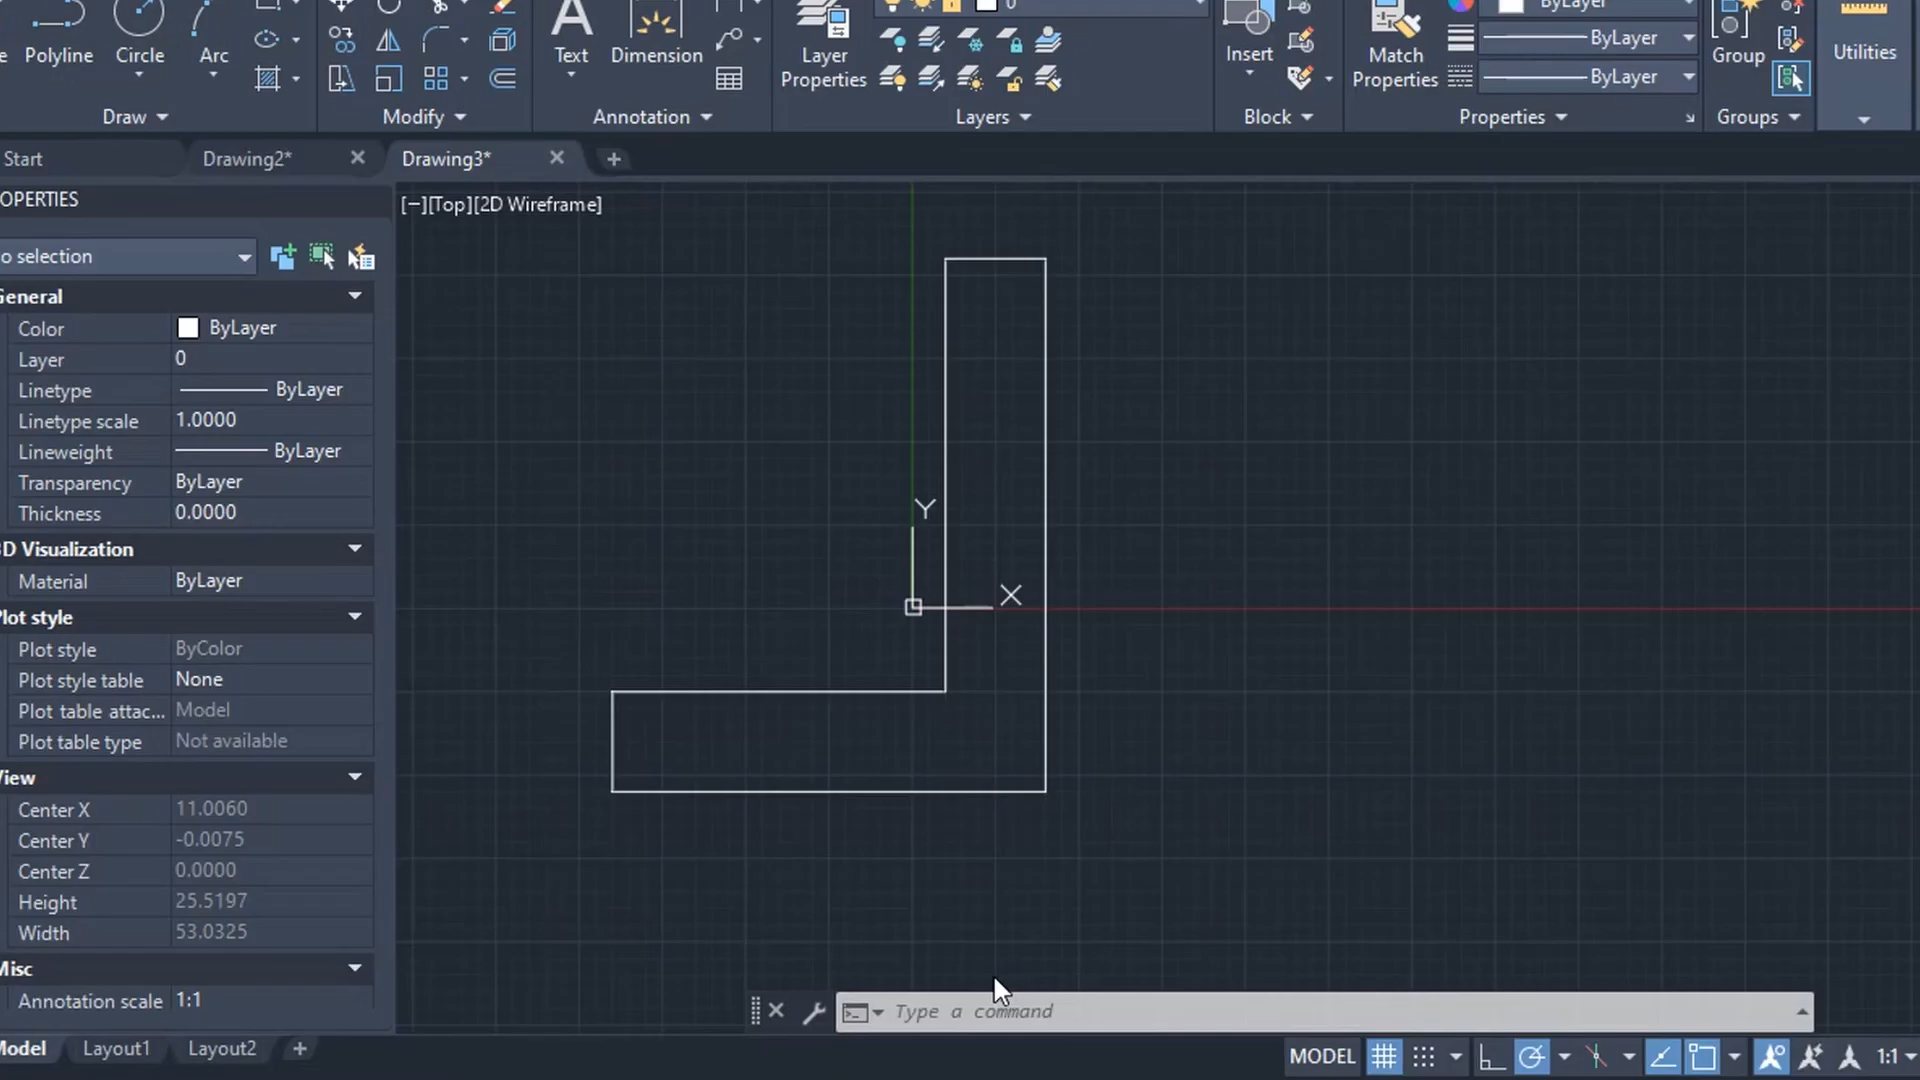 0
ByLayer
Polyline
Circle
Arc
Text
Dimension
Layer
Properties
Insert
Match
Properties
ByLayer
ByLayer
Group
Utilities
Draw
Modify
Annotation
Layers
Block
Properties
Groups
Start
Drawing2*
Drawing3*
OPERTIES
[−][Top][2D Wireframe]
o selection
General
Color ByLayer
Layer 0
Linetype ByLayer
Linetype scale 1.0000
Lineweight ByLayer
Transparency ByLayer
Thickness 0.0000
3D Visualization
Material ByLayer
Plot style
Plot style ByColor
Plot style table None
Plot table attac... Model
Plot table type Not available
View
Center X 11.0060
Center Y -0.0075
Center Z 0.0000
Height 25.5197
Width 53.0325
Misc
Annotation scale 1:1
Y
X
Type a command
Model
Layout1
Layout2
MODEL
1:1